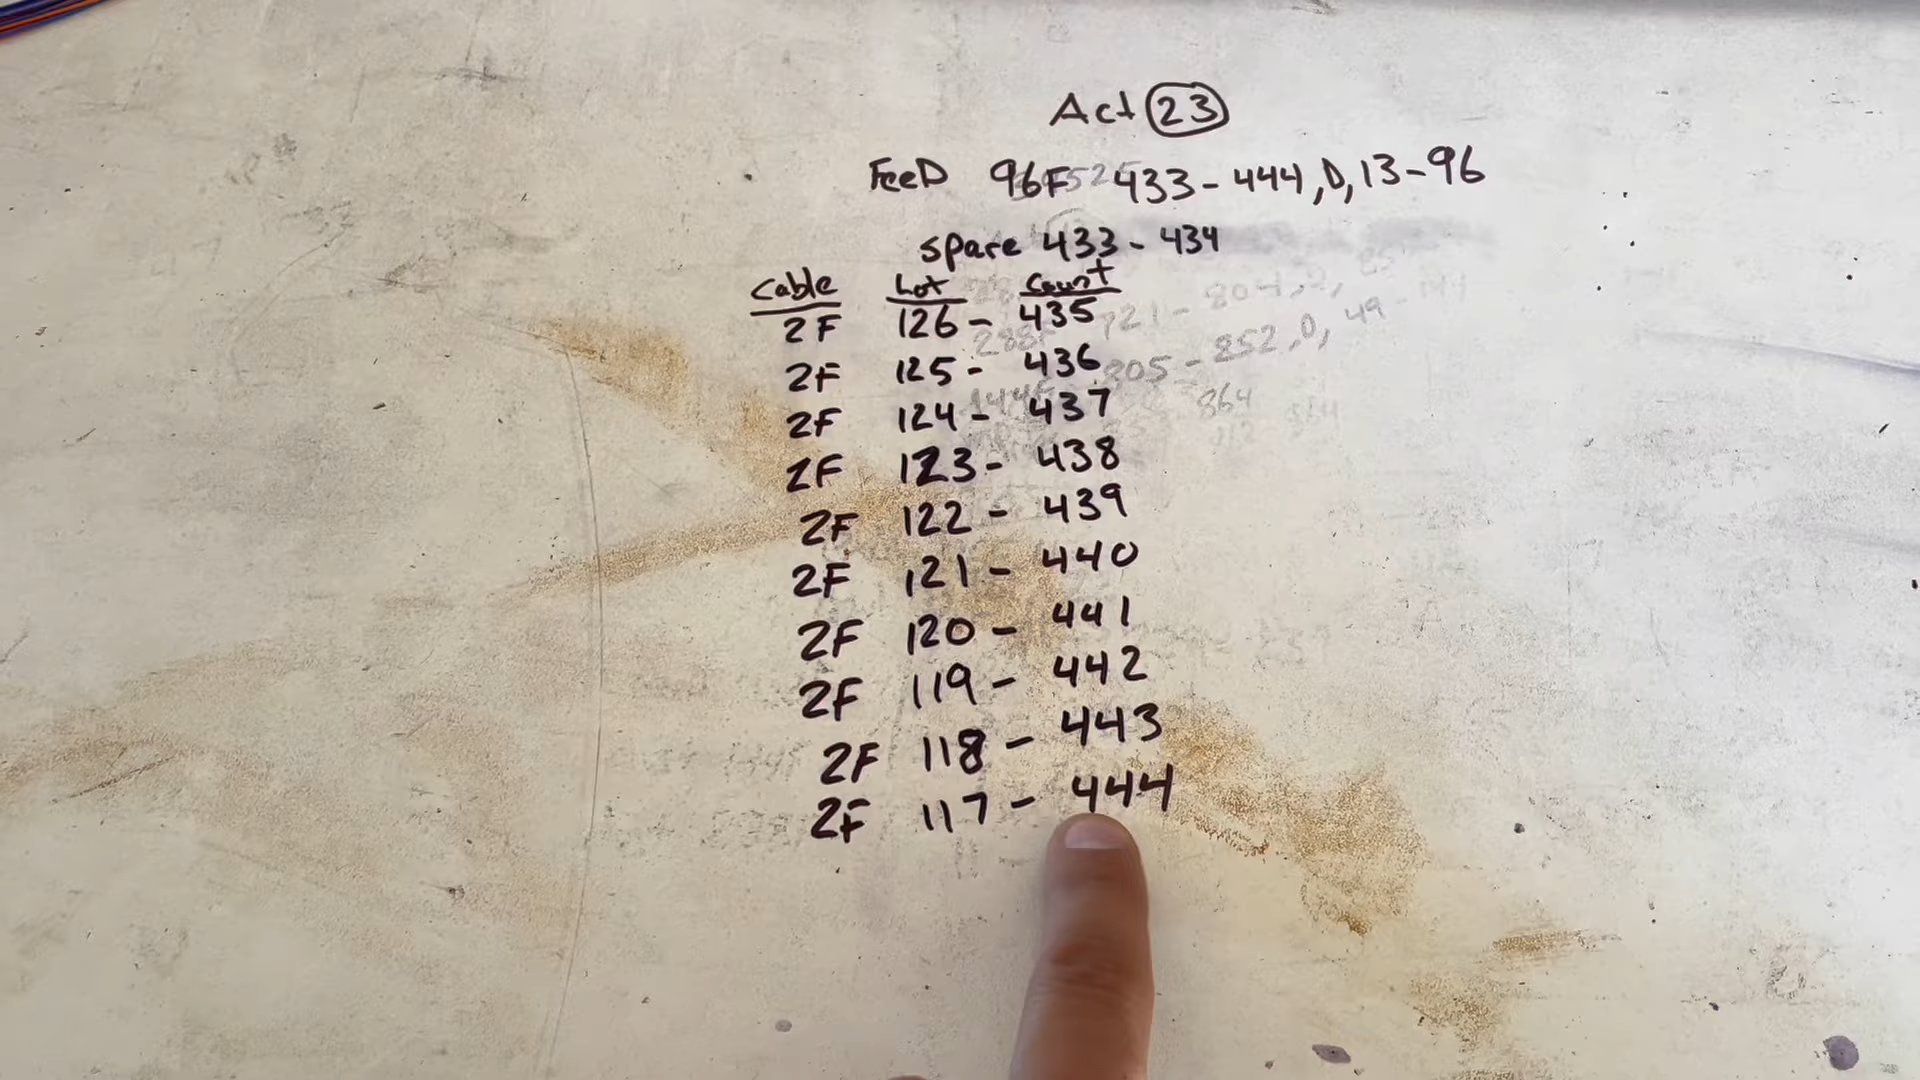 Act 23
FeeD 96F 433-444,D,13-96
Spare 433-434
Cable Lot Count
2F 126- 435
2F 125- 436
2F 124- 437
2F 123- 438
2F 122- 439
2F 121- 440
2F 120- 441
2F 119- 442
2F 118- 443
2F 117- 444